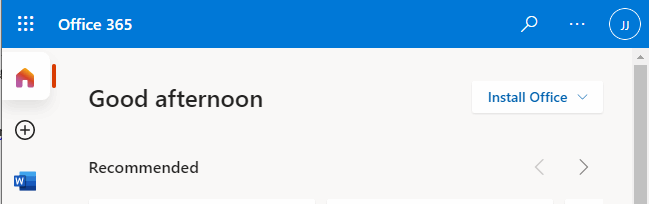 Office 365
JJ
Good afternoon
Install Office
Recommended
W